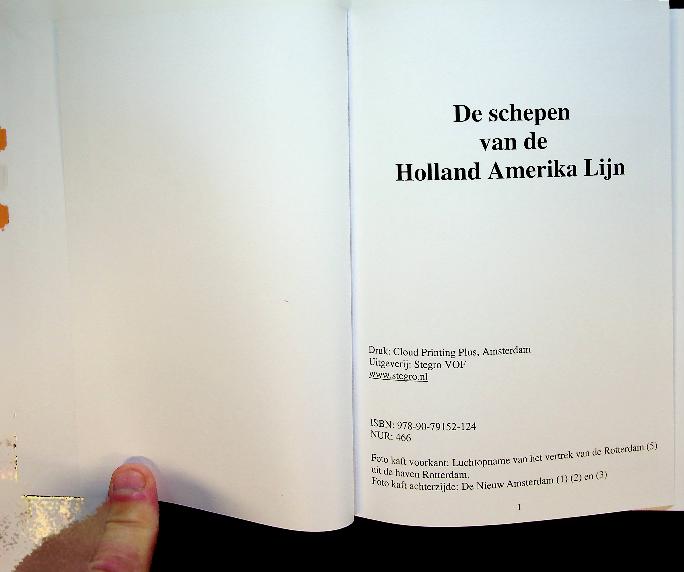 De schepen
van de
Holland Amerika Lijn
Druk: Cloud Printing Plus, Amsterdam
Uitgeverij: Stegro VOF
www.stegro.nl
ISBN: 978-90-79152-124
NUR: 466
Foto kaft voorkant: Luchtopname van het vertrek van de Rotterdam (5)
uit de haven Rotterdam.
Foto kaft achterzijde: De Nieuw Amsterdam (1) (2) en (3)
1